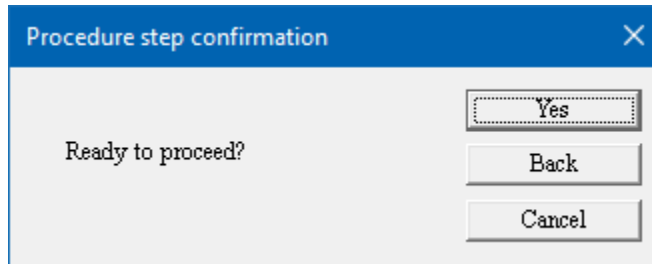 Procedure step confirmation
Ready to proceed?
Yes
Back
Cancel